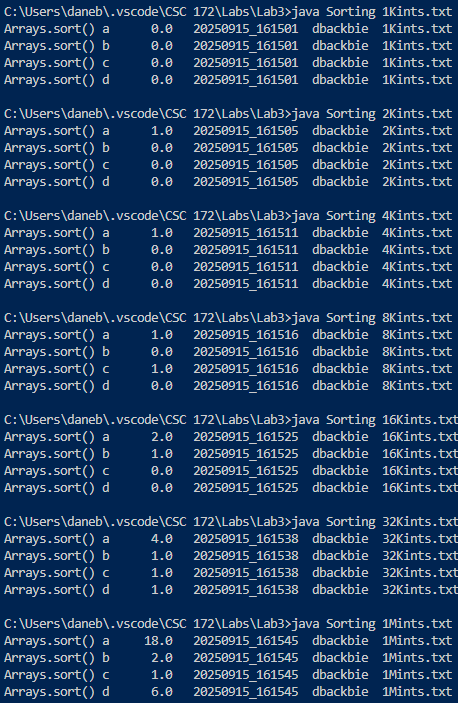 C:\Users\daneb\.vscode\CSC 172\Labs\Lab3>java Sorting 1Kints.txt
Arrays.sort() a      0.0   20250915_161501  dbackbie  1Kints.txt
Arrays.sort() b      0.0   20250915_161501  dbackbie  1Kints.txt
Arrays.sort() c      0.0   20250915_161501  dbackbie  1Kints.txt
Arrays.sort() d      0.0   20250915_161501  dbackbie  1Kints.txt
C:\Users\daneb\.vscode\CSC 172\Labs\Lab3>java Sorting 2Kints.txt
Arrays.sort() a      1.0   20250915_161505  dbackbie  2Kints.txt
Arrays.sort() b      0.0   20250915_161505  dbackbie  2Kints.txt
Arrays.sort() c      0.0   20250915_161505  dbackbie  2Kints.txt
Arrays.sort() d      0.0   20250915_161505  dbackbie  2Kints.txt
C:\Users\daneb\.vscode\CSC 172\Labs\Lab3>java Sorting 4Kints.txt
Arrays.sort() a      1.0   20250915_161511  dbackbie  4Kints.txt
Arrays.sort() b      0.0   20250915_161511  dbackbie  4Kints.txt
Arrays.sort() c      0.0   20250915_161511  dbackbie  4Kints.txt
Arrays.sort() d      0.0   20250915_161511  dbackbie  4Kints.txt
C:\Users\daneb\.vscode\CSC 172\Labs\Lab3>java Sorting 8Kints.txt
Arrays.sort() a      1.0   20250915_161516  dbackbie  8Kints.txt
Arrays.sort() b      0.0   20250915_161516  dbackbie  8Kints.txt
Arrays.sort() c      1.0   20250915_161516  dbackbie  8Kints.txt
Arrays.sort() d      0.0   20250915_161516  dbackbie  8Kints.txt
C:\Users\daneb\.vscode\CSC 172\Labs\Lab3>java Sorting 16Kints.txt
Arrays.sort() a      2.0   20250915_161525  dbackbie  16Kints.txt
Arrays.sort() b      1.0   20250915_161525  dbackbie  16Kints.txt
Arrays.sort() c      0.0   20250915_161525  dbackbie  16Kints.txt
Arrays.sort() d      0.0   20250915_161525  dbackbie  16Kints.txt
C:\Users\daneb\.vscode\CSC 172\Labs\Lab3>java Sorting 32Kints.txt
Arrays.sort() a      4.0   20250915_161538  dbackbie  32Kints.txt
Arrays.sort() b      1.0   20250915_161538  dbackbie  32Kints.txt
Arrays.sort() c      1.0   20250915_161538  dbackbie  32Kints.txt
Arrays.sort() d      1.0   20250915_161538  dbackbie  32Kints.txt
C:\Users\daneb\.vscode\CSC 172\Labs\Lab3>java Sorting 1Mints.txt
Arrays.sort() a     18.0   20250915_161545  dbackbie  1Mints.txt
Arrays.sort() b      2.0   20250915_161545  dbackbie  1Mints.txt
Arrays.sort() c      1.0   20250915_161545  dbackbie  1Mints.txt
Arrays.sort() d      6.0   20250915_161545  dbackbie  1Mints.txt